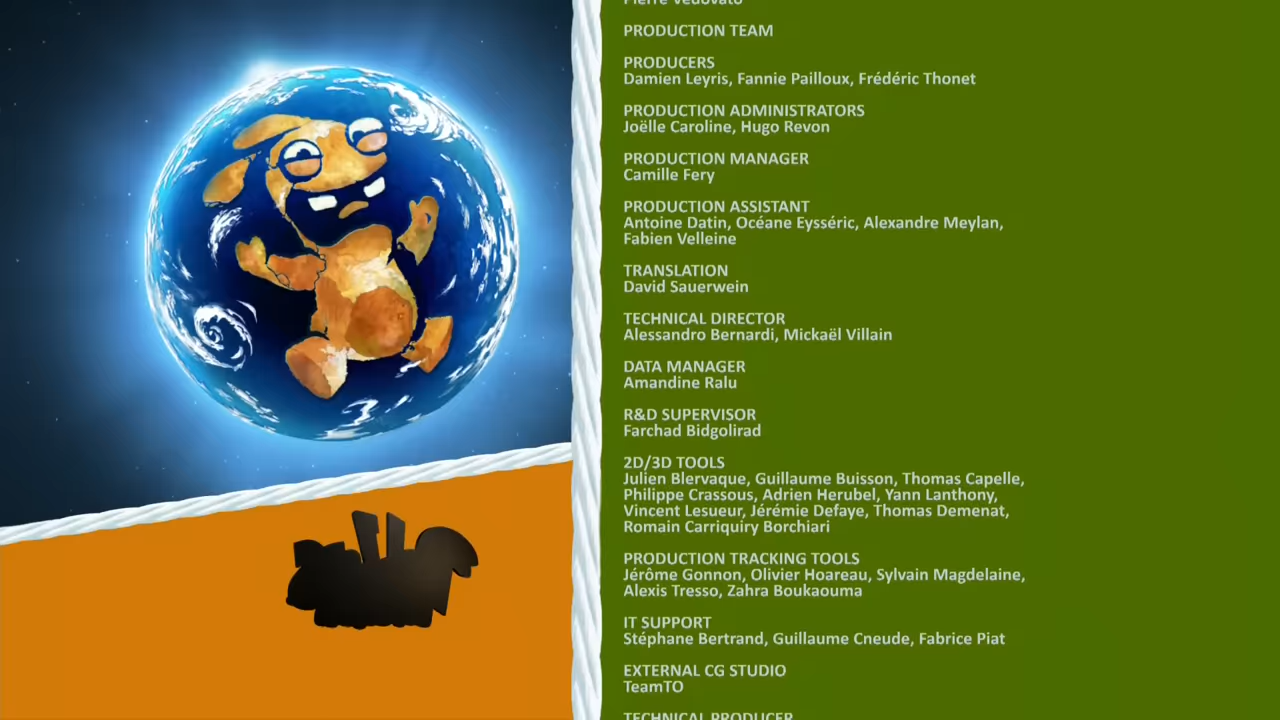 Pierre Vedovato
PRODUCTION TEAM
PRODUCERS
Damien Leyris, Fannie Pailloux, Frédéric Thonet
PRODUCTION ADMINISTRATORS
Joëlle Caroline, Hugo Revon
PRODUCTION MANAGER
Camille Fery
PRODUCTION ASSISTANT
Antoine Datin, Océane Eysséric, Alexandre Meylan,
Fabien Velleine
TRANSLATION
David Sauerwein
TECHNICAL DIRECTOR
Alessandro Bernardi, Mickaël Villain
DATA MANAGER
Amandine Ralu
R&D SUPERVISOR
Farchad Bidgolirad
2D/3D TOOLS
Julien Blervaque, Guillaume Buisson, Thomas Capelle,
Philippe Crassous, Adrien Herubel, Yann Lanthony,
Vincent Lesueur, Jérémie Defaye, Thomas Demenat,
Romain Carriquiry Borchiari
PRODUCTION TRACKING TOOLS
Jérôme Gonnon, Olivier Hoareau, Sylvain Magdelaine,
Alexis Tresso, Zahra Boukaouma
IT SUPPORT
Stéphane Bertrand, Guillaume Cneude, Fabrice Piat
EXTERNAL CG STUDIO
TeamTO
TECHNICAL PRODUCER